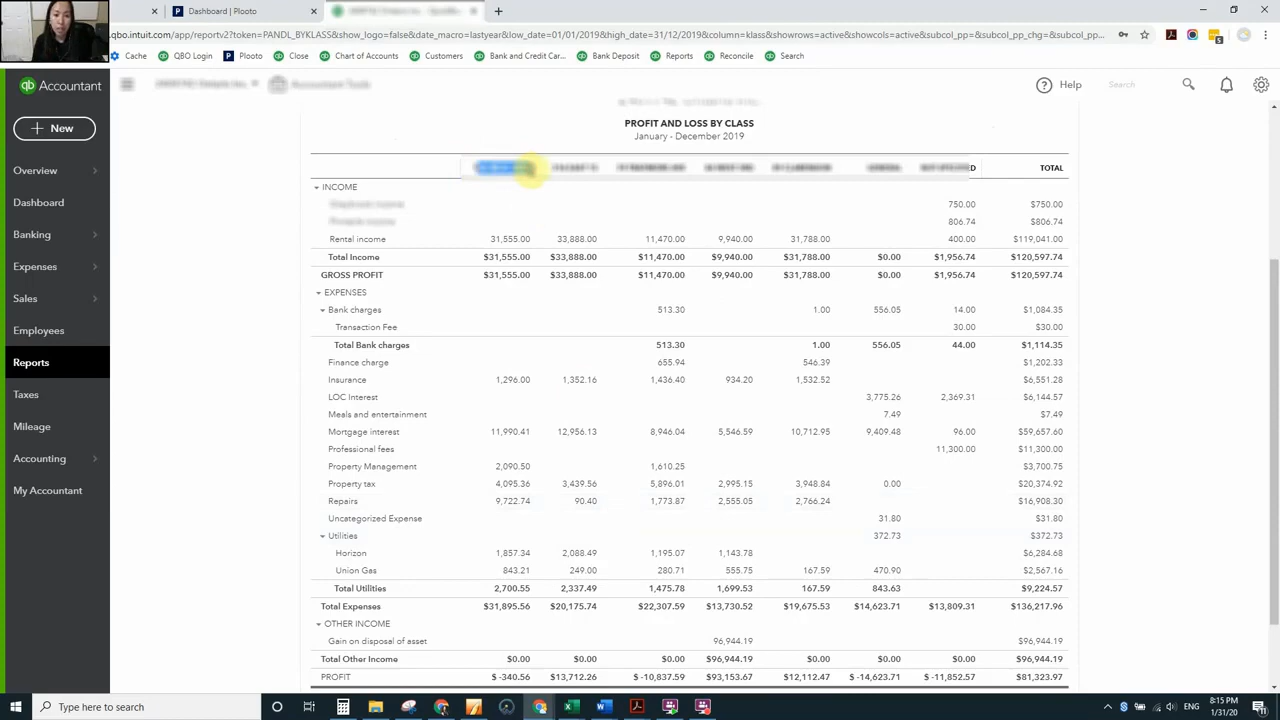 Dashboard | Plooto
qbo.intuit.com/app/reportv2?token=PANDL_BYKLASS&show_logo=false&date_macro=lastyear&low_date=01/01/2019&high_date=31/12/2019&column=klass&showrows=active&showcols=active&subcol_pp=&subcol_pp_chg=&subcol_py=&subcol_py...
Cache QBO Login Plooto Close Chart of Accounts Customers Bank and Credit Car... Bank Deposit Reports Reconcile Search
qb Accountant Accountant Tools Help Search
New
Overview
Dashboard
Banking
Expenses
Sales
Employees
Reports
Taxes
Mileage
Accounting
My Accountant
PROFIT AND LOSS BY CLASS
January - December 2019
TOTAL
INCOME
750.00 $750.00
806.74 $806.74
Rental income 31,555.00 33,888.00 11,470.00 9,940.00 31,788.00 400.00 $119,041.00
Total Income $31,555.00 $33,888.00 $11,470.00 $9,940.00 $31,788.00 $0.00 $1,956.74 $120,597.74
GROSS PROFIT $31,555.00 $33,888.00 $11,470.00 $9,940.00 $31,788.00 $0.00 $1,956.74 $120,597.74
EXPENSES
Bank charges 513.30 1.00 556.05 14.00 $1,084.35
Transaction Fee 30.00 $30.00
Total Bank charges 513.30 1.00 556.05 44.00 $1,114.35
Finance charge 655.94 546.39 $1,202.33
Insurance 1,296.00 1,352.16 1,436.40 934.20 1,532.52 $6,551.28
LOC Interest 3,775.26 2,369.31 $6,144.57
Meals and entertainment 7.49 $7.49
Mortgage interest 11,990.41 12,956.13 8,946.04 5,546.59 10,712.95 9,409.48 96.00 $59,657.60
Professional fees 11,300.00 $11,300.00
Property Management 2,090.50 1,610.25 $3,700.75
Property tax 4,095.36 3,439.56 5,896.01 2,995.15 3,948.84 0.00 $20,374.92
Repairs 9,722.74 90.40 1,773.87 2,555.05 2,766.24 $16,908.30
Uncategorized Expense 31.80 $31.80
Utilities 372.73 $372.73
Horizon 1,857.34 2,088.49 1,195.07 1,143.78 $6,284.68
Union Gas 843.21 249.00 280.71 555.75 167.59 470.90 $2,567.16
Total Utilities $2,700.55 $2,337.49 $1,475.78 $1,699.53 $167.59 $843.63 $9,224.57
Total Expenses $31,895.56 $20,175.74 $22,307.59 $13,730.52 $19,675.53 $14,623.71 $13,809.31 $136,217.96
OTHER INCOME
Gain on disposal of asset 96,944.19 $96,944.19
Total Other Income $0.00 $0.00 $0.00 $96,944.19 $0.00 $0.00 $0.00 $96,944.19
PROFIT $ -340.56 $13,712.26 $ -10,837.59 $93,153.67 $12,112.47 $ -14,623.71 $ -11,852.57 $81,323.97
Type here to search
ENG
8:15 PM
1/31/20